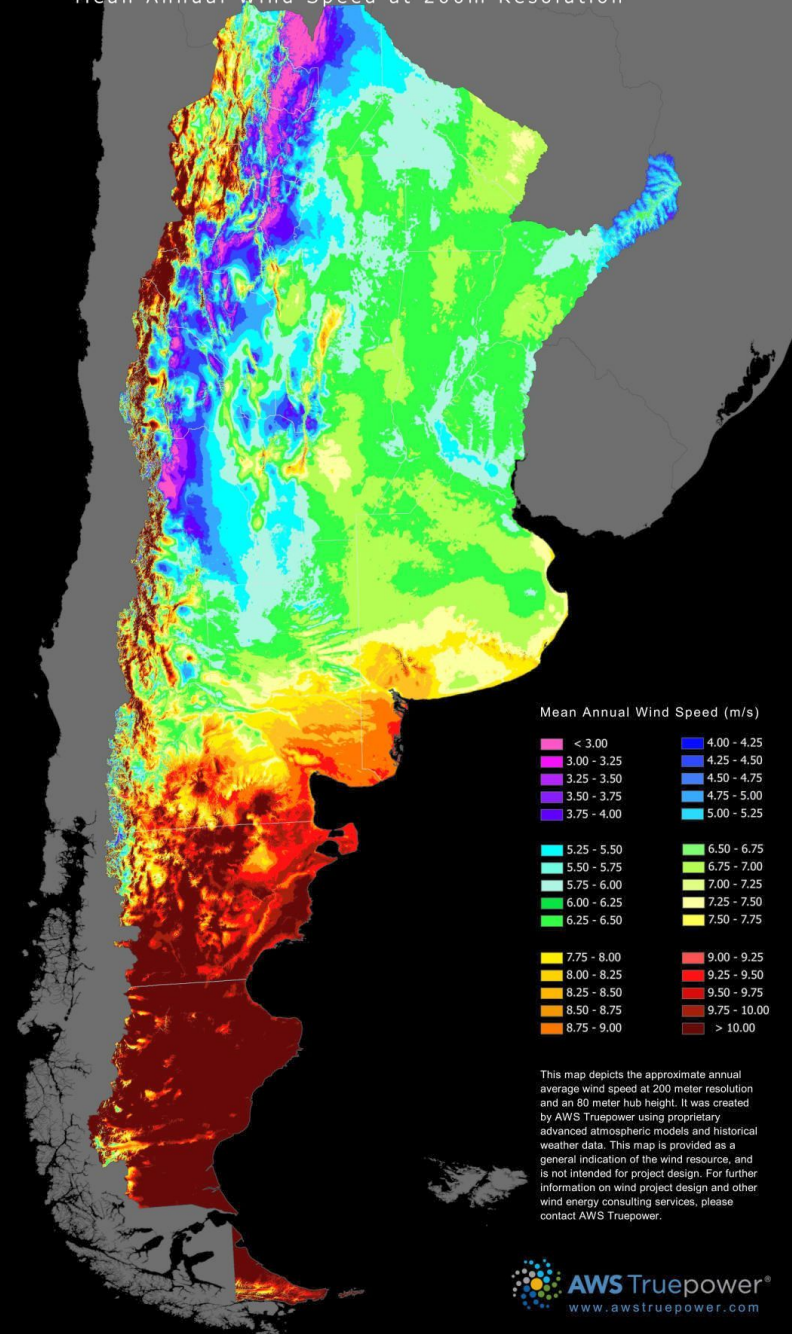 Mean Annual Wind Speed at 200m Resolution
Mean Annual Wind Speed (m/s)
< 3.00
3.00 - 3.25
3.25 - 3.50
3.50 - 3.75
3.75 - 4.00
4.00 - 4.25
4.25 - 4.50
4.50 - 4.75
4.75 - 5.00
5.00 - 5.25
5.25 - 5.50
5.50 - 5.75
5.75 - 6.00
6.00 - 6.25
6.25 - 6.50
6.50 - 6.75
6.75 - 7.00
7.00 - 7.25
7.25 - 7.50
7.50 - 7.75
7.75 - 8.00
8.00 - 8.25
8.25 - 8.50
8.50 - 8.75
8.75 - 9.00
9.00 - 9.25
9.25 - 9.50
9.50 - 9.75
9.75 - 10.00
> 10.00
This map depicts the approximate annual
average wind speed at 200 meter resolution
and an 80 meter hub height. It was created
by AWS Truepower using proprietary
advanced atmospheric models and historical
weather data. This map is provided as a
general indication of the wind resource, and
is not intended for project design. For further
information on wind project design and other
wind energy consulting services, please
contact AWS Truepower.
AWS Truepower®
www.awstruepower.com